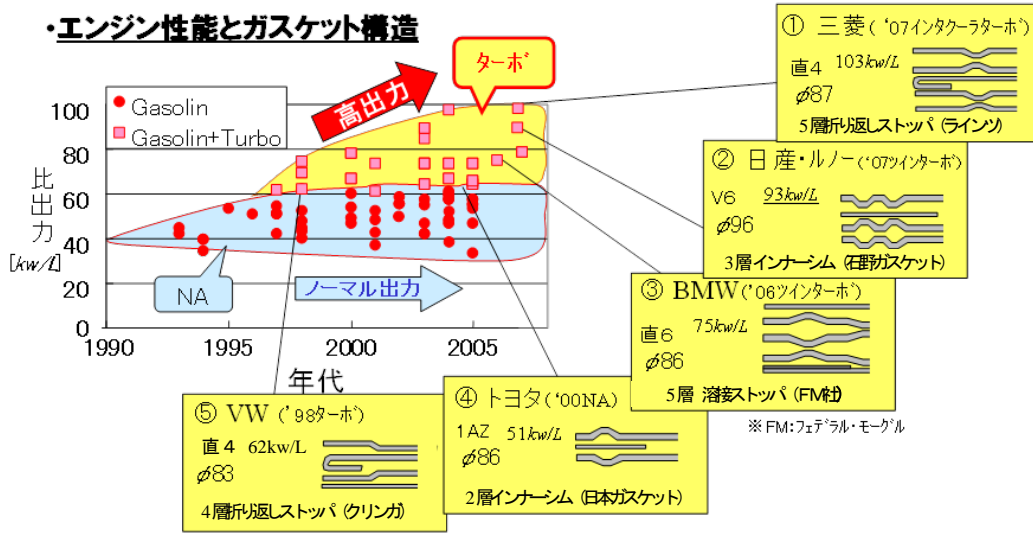 ・エンジン性能とガスケット構造
ターボ
高出力
Gasolin
Gasolin+Turbo
100
80
60
40
20
0
比出力
[kw/L]
NA
ノーマル出力
1990
1995
2000
2005
年代
① 三菱('07インタクーラターボ)
直4 103kw/L
φ87
5層折り返しストッパ(ラインツ)
② 日産・ルノー('07ツインターボ)
V6 93kw/L
φ96
3層インナーシム(石野ガスケット)
③ BMW('06ツインターボ)
直6 75kw/L
φ86
5層 溶接ストッパ(FM社)
※FM:フェデラル・モーグル
④ トヨタ('00NA)
1AZ 51kw/L
φ86
2層インナーシム(日本ガスケット)
⑤ VW('98ターボ)
直4 62kw/L
φ83
4層折り返しストッパ(クリンガ)